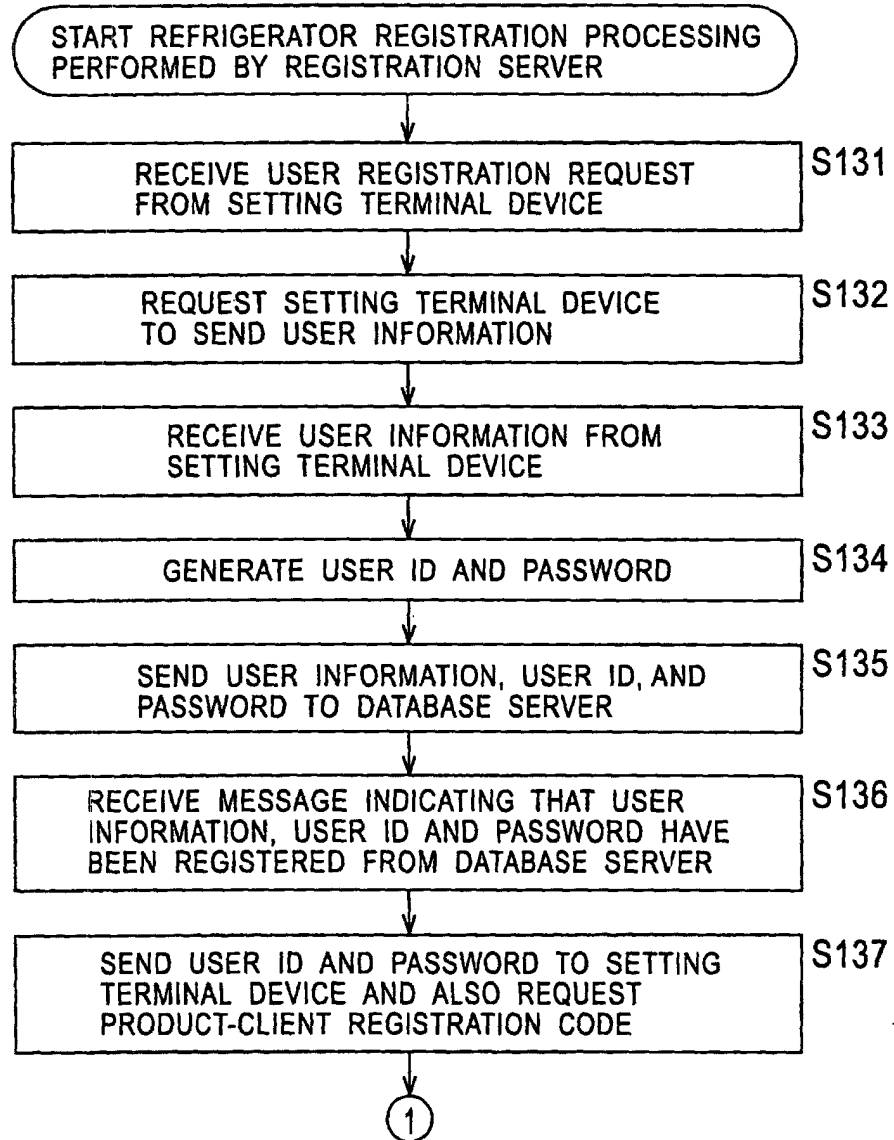 START REFRIGERATOR REGISTRATION PROCESSING
PERFORMED BY REGISTRATION SERVER
S131
RECEIVE USER REGISTRATION REQUEST
FROM SETTING TERMINAL DEVICE
S132
REQUEST SETTING TERMINAL DEVICE
TO SEND USER INFORMATION
S133
RECEIVE USER INFORMATION FROM
SETTING TERMINAL DEVICE
S134
GENERATE USER ID AND PASSWORD
S135
SEND USER INFORMATION, USER ID, AND
PASSWORD TO DATABASE SERVER
S136
RECEIVE MESSAGE INDICATING THAT USER
INFORMATION, USER ID AND PASSWORD HAVE
BEEN REGISTERED FROM DATABASE SERVER
S137
SEND USER ID AND PASSWORD TO SETTING
TERMINAL DEVICE AND ALSO REQUEST
PRODUCT-CLIENT REGISTRATION CODE
1